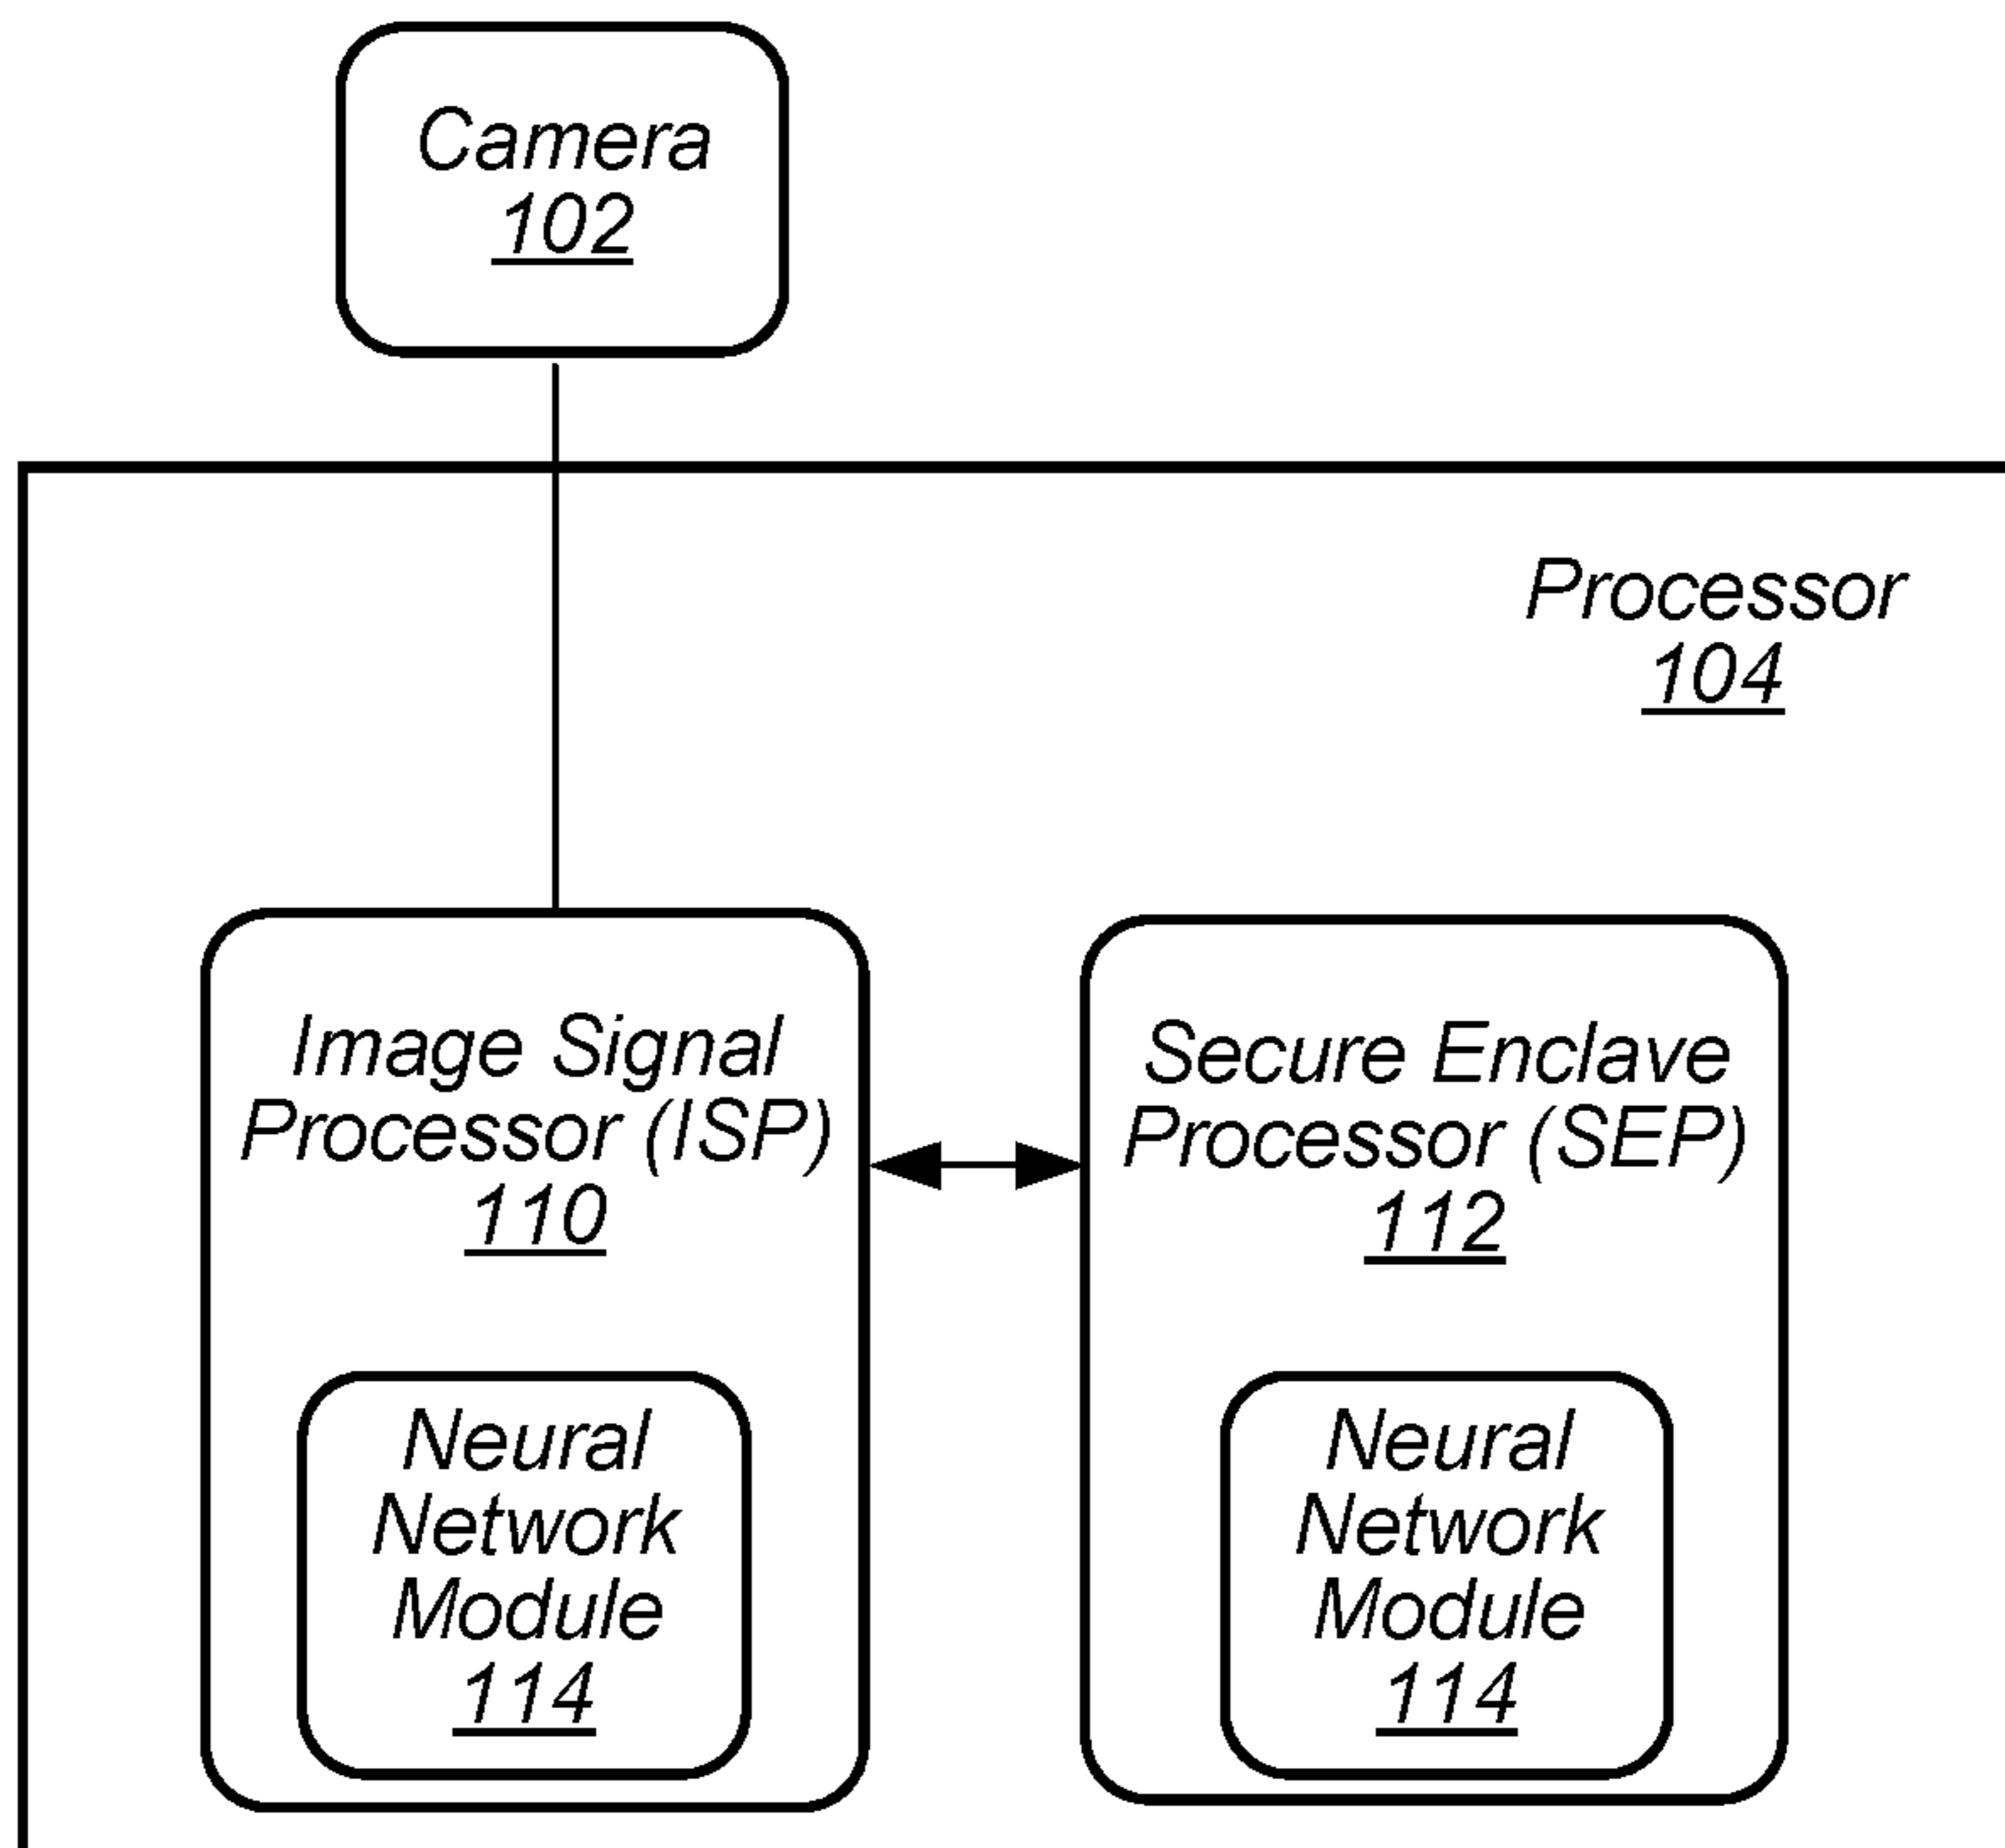 Camera
102
Processor
104
Image Signal
Processor (ISP)
110
Secure Enclave
Processor (SEP)
112
Neural
Network
Module
114
Neural
Network
Module
114